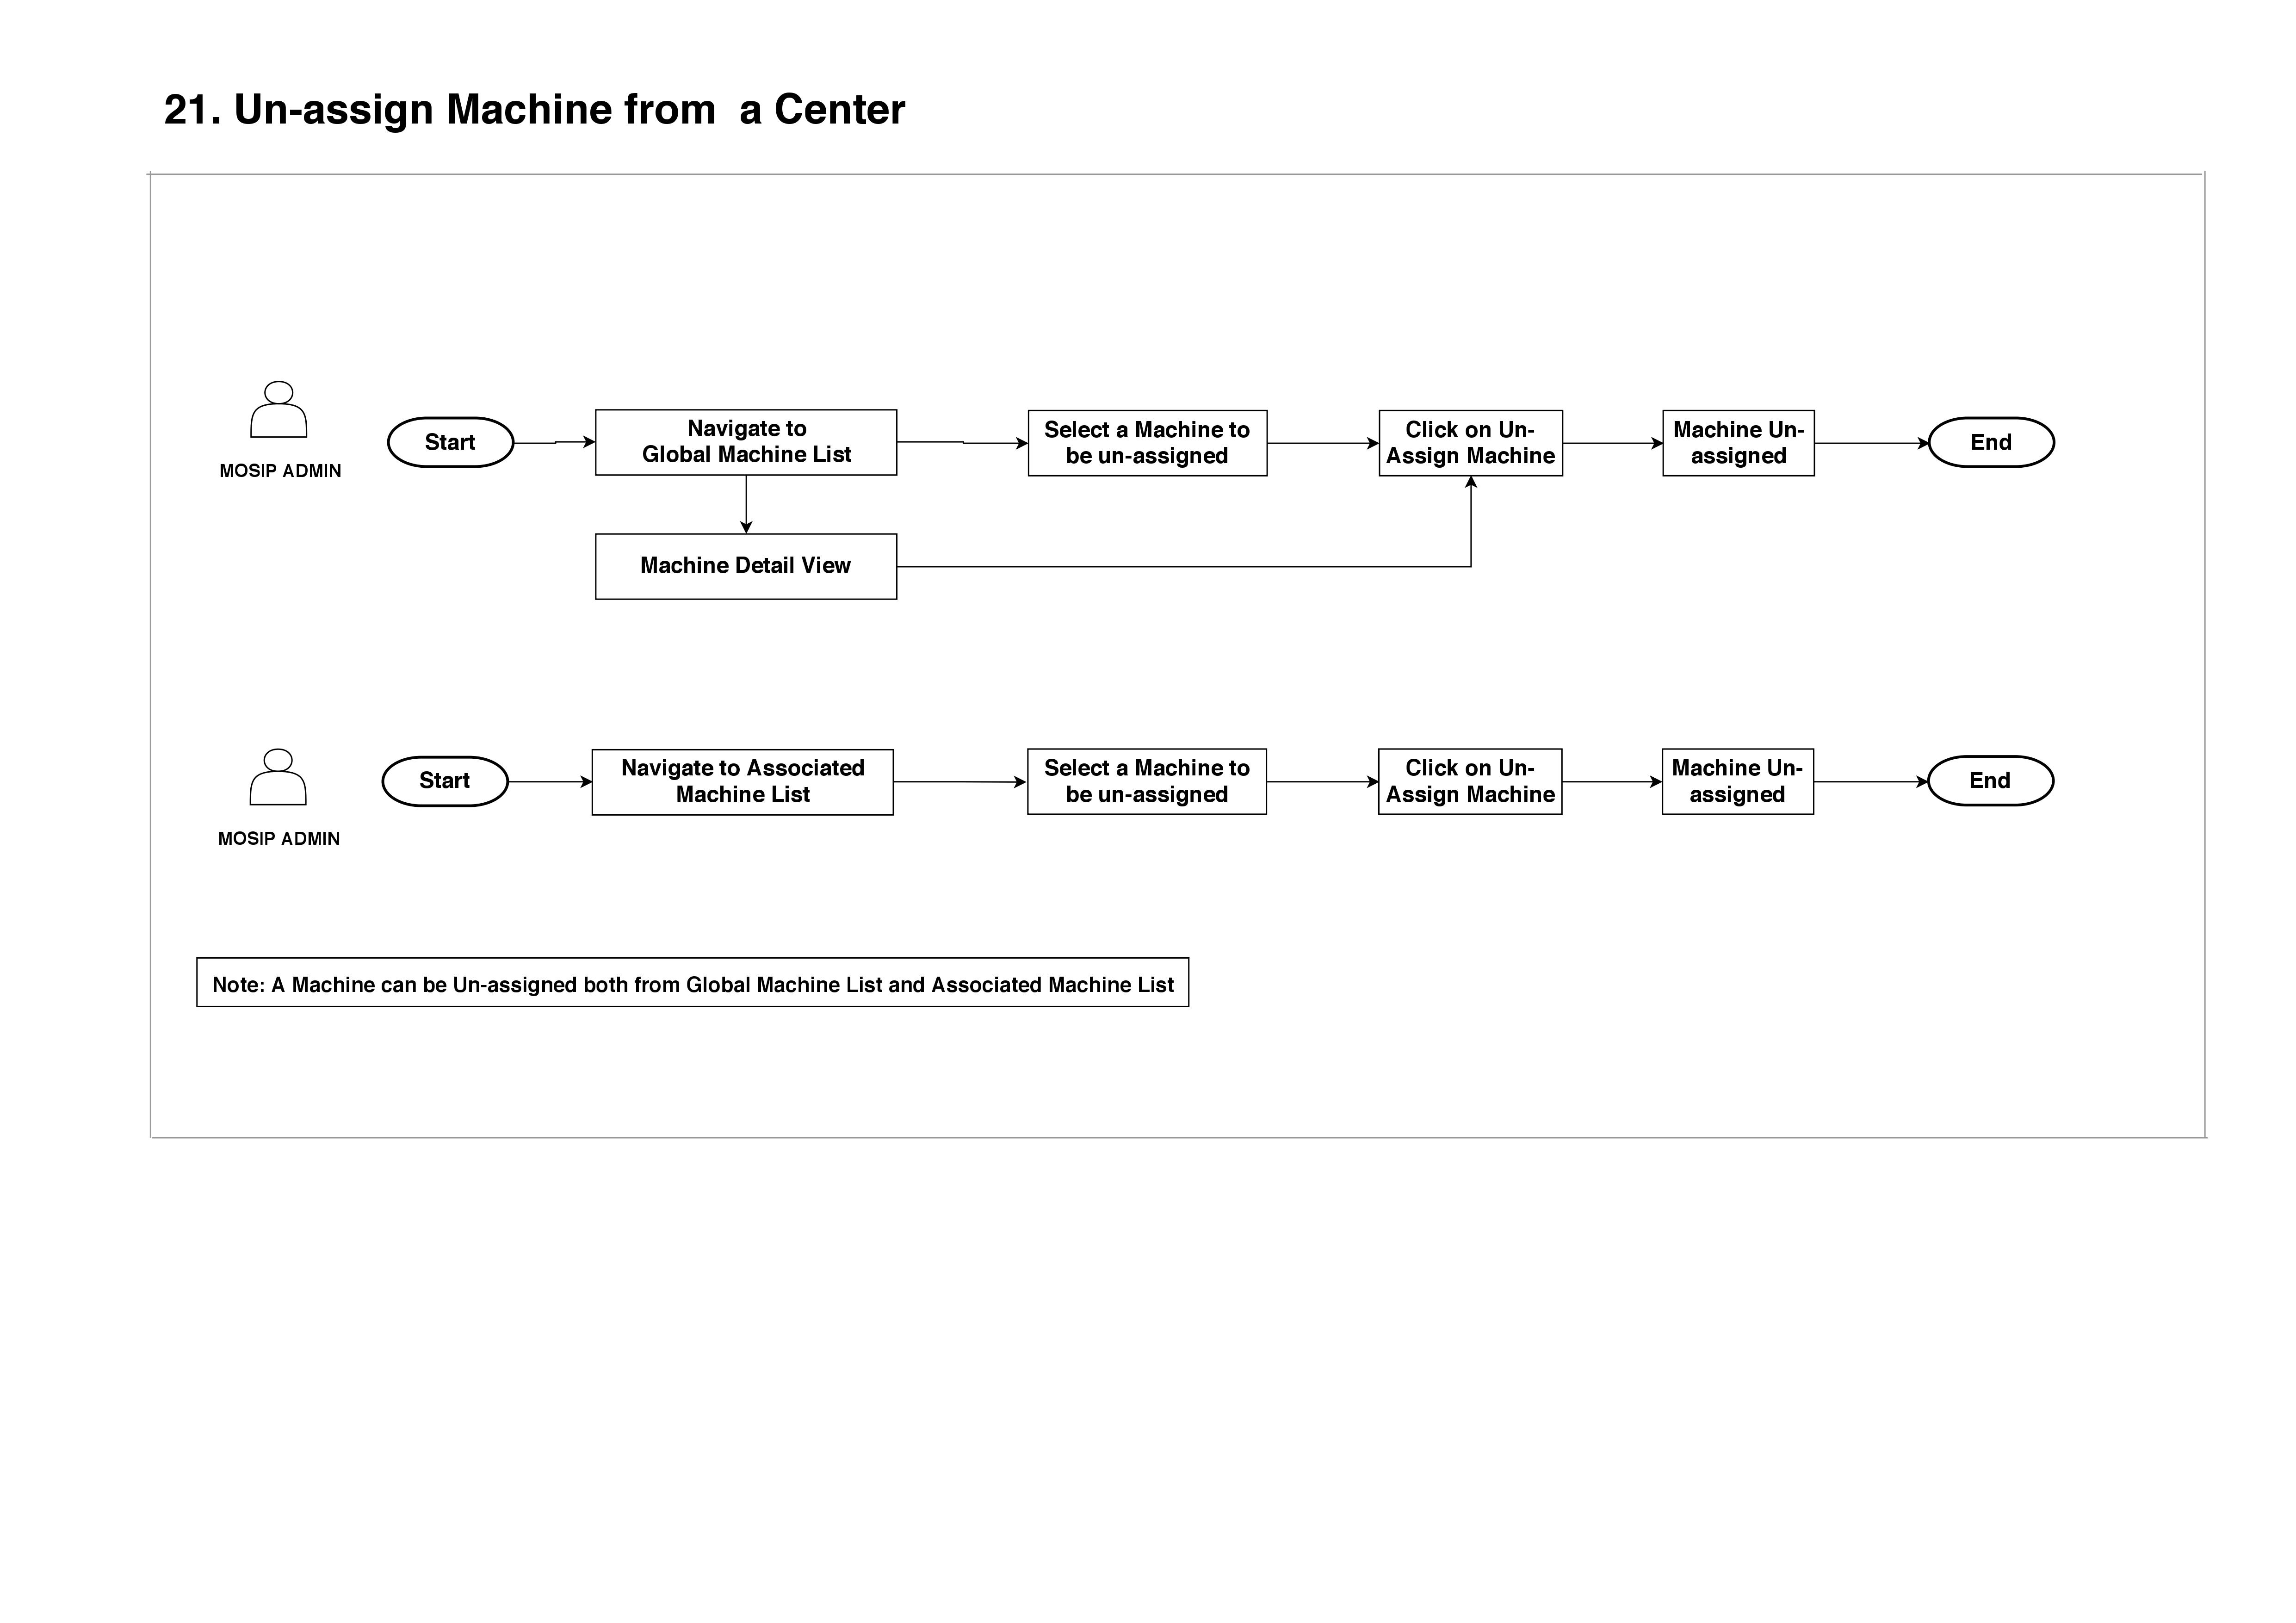 21. Un-assign Machine from  a Center
MOSIP ADMIN
Start
Navigate to
Global Machine List
Select a Machine to
be un-assigned
Click on Un-
Assign Machine
Machine Un-
assigned
End
Machine Detail View
MOSIP ADMIN
Start
Navigate to Associated
Machine List
Select a Machine to
be un-assigned
Click on Un-
Assign Machine
Machine Un-
assigned
End
Note: A Machine can be Un-assigned both from Global Machine List and Associated Machine List